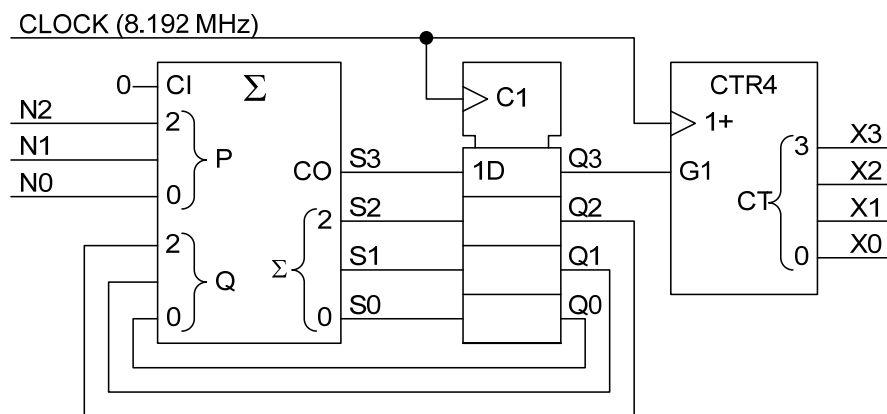 CLOCK (8.192 MHz)
0 CI Σ C1 CTR4
N2 2 1+
N1 P CO S3 1D Q3 G1 3 X3
N0 0 2 S2 Q2 CT X2
2 Σ S1 Q1 X1
Q 0 X0
0 0 S0 Q0